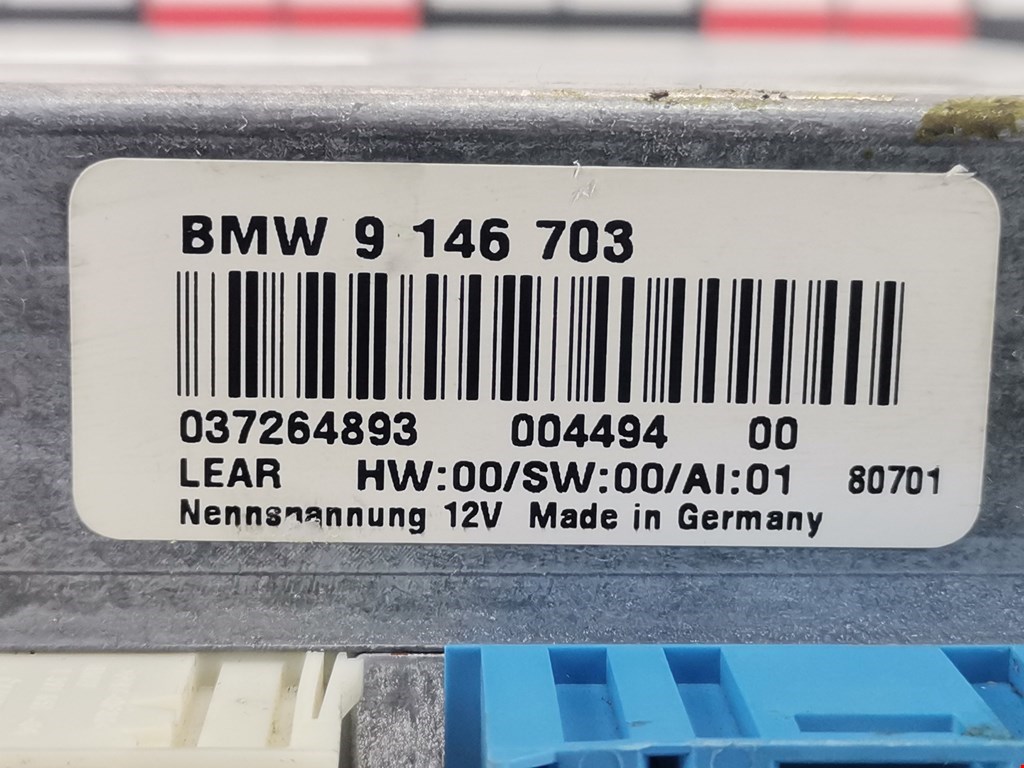 BMW 9 146 703
037264893 004494 00
LEAR HW:00/SW:00/AI:01 80701
Nennspannung 12V Made in Germany